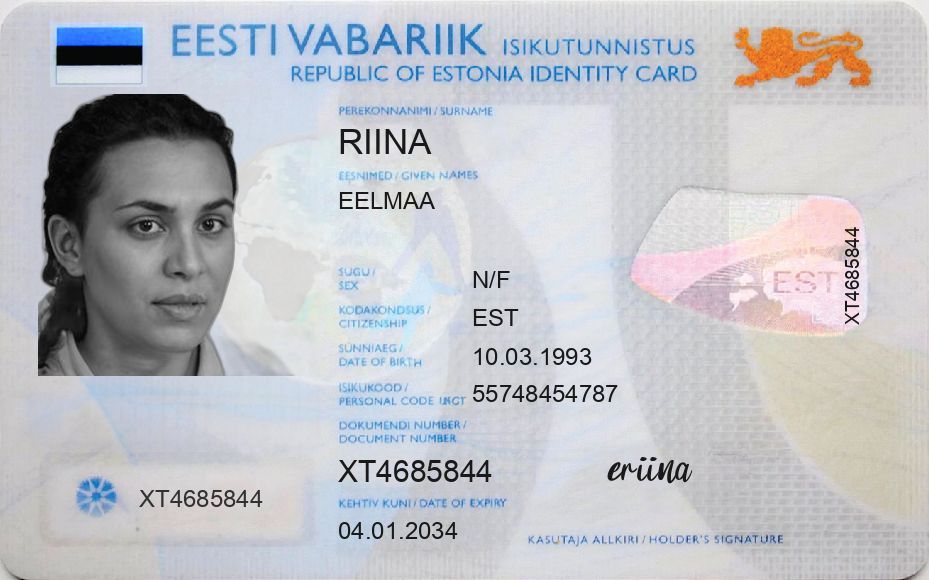 EESTI VABARIIK ISIKUTUNNISTUS
REPUBLIC OF ESTONIA IDENTITY CARD
PEREKONNANIMI / SURNAME
RIINA
EESNIMED / GIVEN NAMES
EELMAA
SUGU /
SEX
N/F
KODAKONDSUS /
CITIZENSHIP
EST
SÜNNIAEG /
DATE OF BIRTH
10.03.1993
ISIKUKOOD /
PERSONAL CODE
55748454787
DOKUMENDI NUMBER /
DOCUMENT NUMBER
XT4685844
KEHTIV KUNI / DATE OF EXPIRY
04.01.2034
XT4685844
EST
XT4685844
eriina
KASUTAJA ALLKIRI / HOLDER'S SIGNATURE